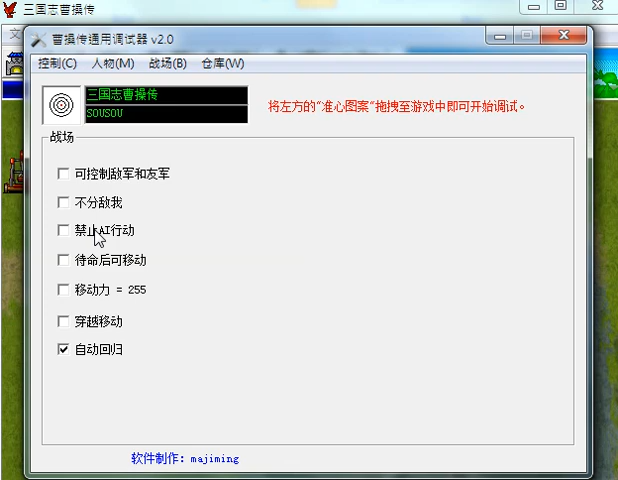 三国志曹操传
文
曹操传通用调试器 v2.0
控制(C) 人物(M) 战场(B) 仓库(W)
三国志曹操传
SOUSOU
将左方的"准心图案"拖拽至游戏中即可开始调试。
战场
可控制敌军和友军
不分敌我
禁止AI行动
待命后可移动
移动力 = 255
穿越移动
自动回归
软件制作: majiming